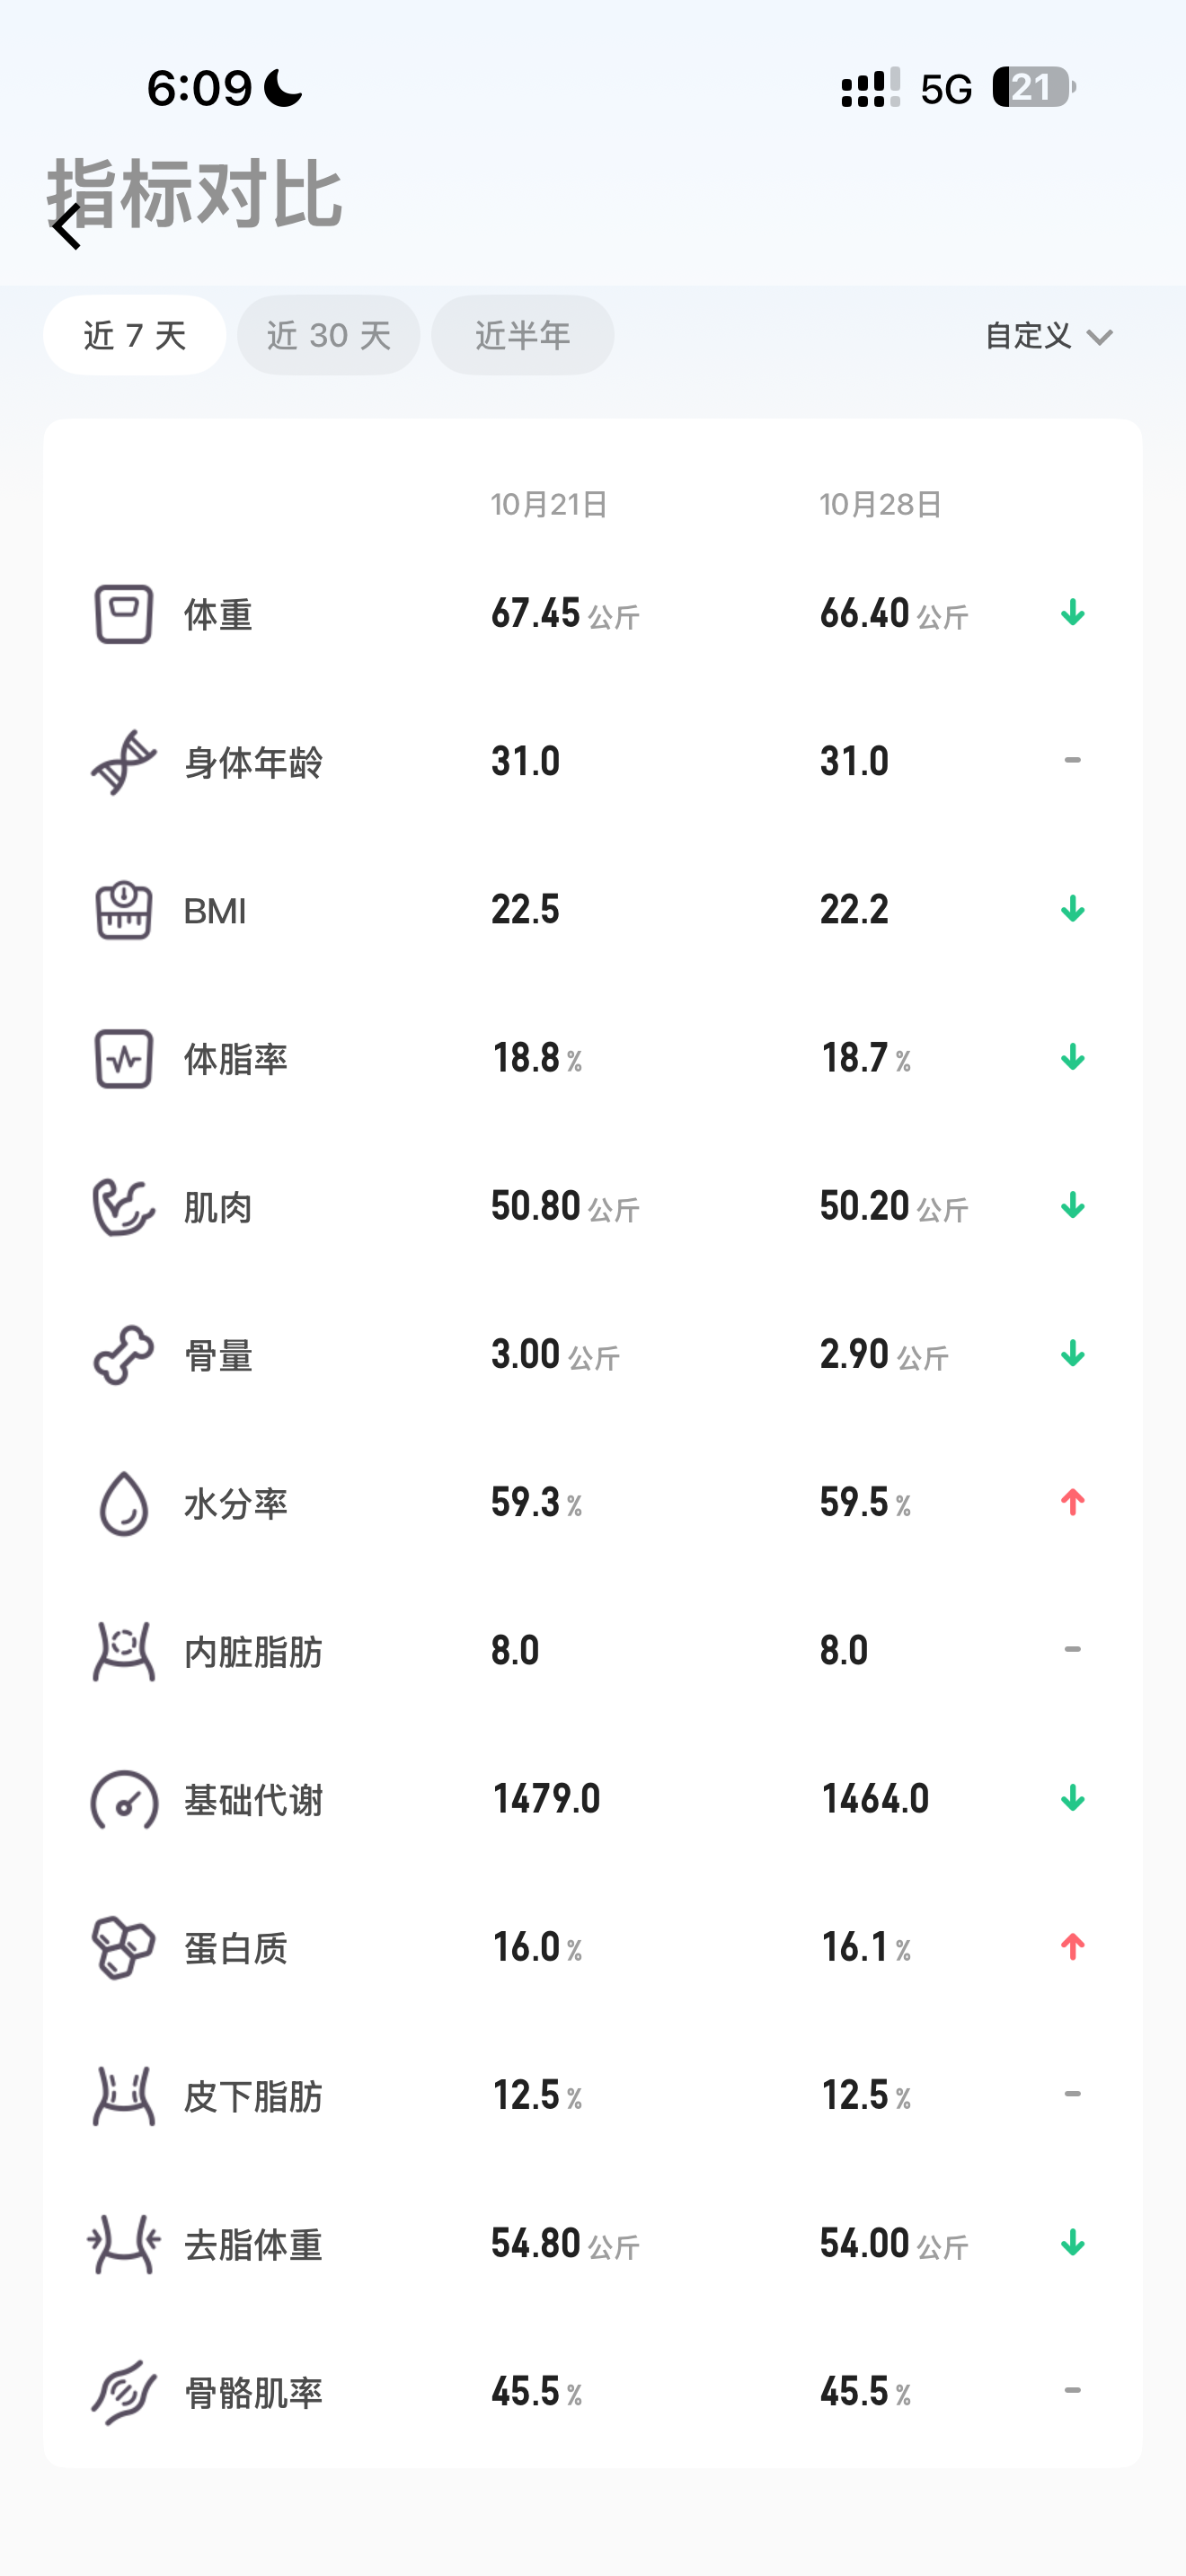 6:09 5G 21
指标对比
近 7 天 近 30 天 近半年 自定义
10月21日 10月28日
体重 67.45 公斤 66.40 公斤
身体年龄 31.0 31.0 -
BMI 22.5 22.2
体脂率 18.8 % 18.7 %
肌肉 50.80 公斤 50.20 公斤
骨量 3.00 公斤 2.90 公斤
水分率 59.3 % 59.5 %
内脏脂肪 8.0 8.0 -
基础代谢 1479.0 1464.0
蛋白质 16.0 % 16.1 %
皮下脂肪 12.5 % 12.5 % -
去脂体重 54.80 公斤 54.00 公斤
骨骼肌率 45.5 % 45.5 % -